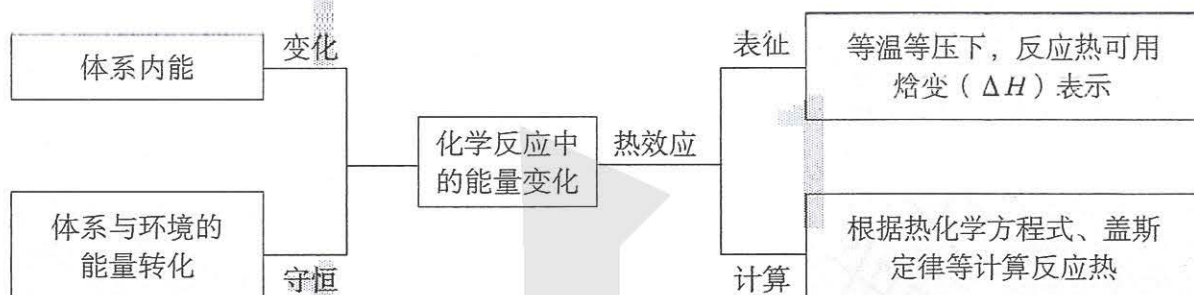 体系内能
变化
体系与环境的
能量转化
守恒
化学反应中
的能量变化
热效应
表征
等温等压下，反应热可用
焓变（ΔH）表示
计算
根据热化学方程式、盖斯
定律等计算反应热